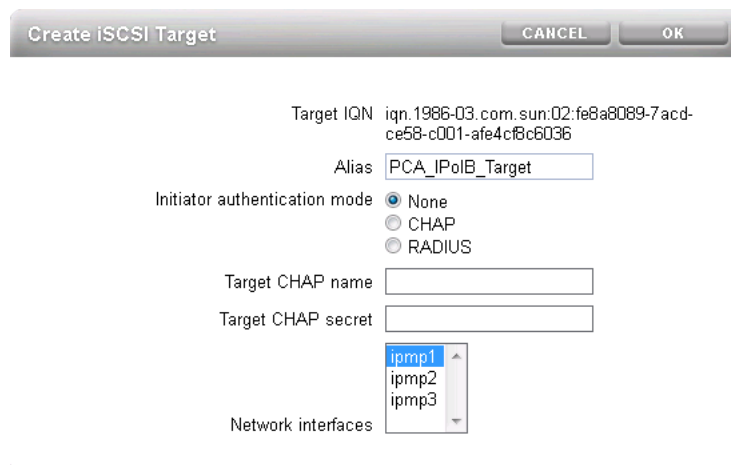 Create iSCSI Target
CANCEL
OK
Target IQN iqn.1986-03.com.sun:02:fe8a8089-7acd-
ce58-c001-afe4cf8c6036
Alias PCA_IPoIB_Target
Initiator authentication mode None
CHAP
RADIUS
Target CHAP name
Target CHAP secret
ipmp1
ipmp2
ipmp3
Network interfaces